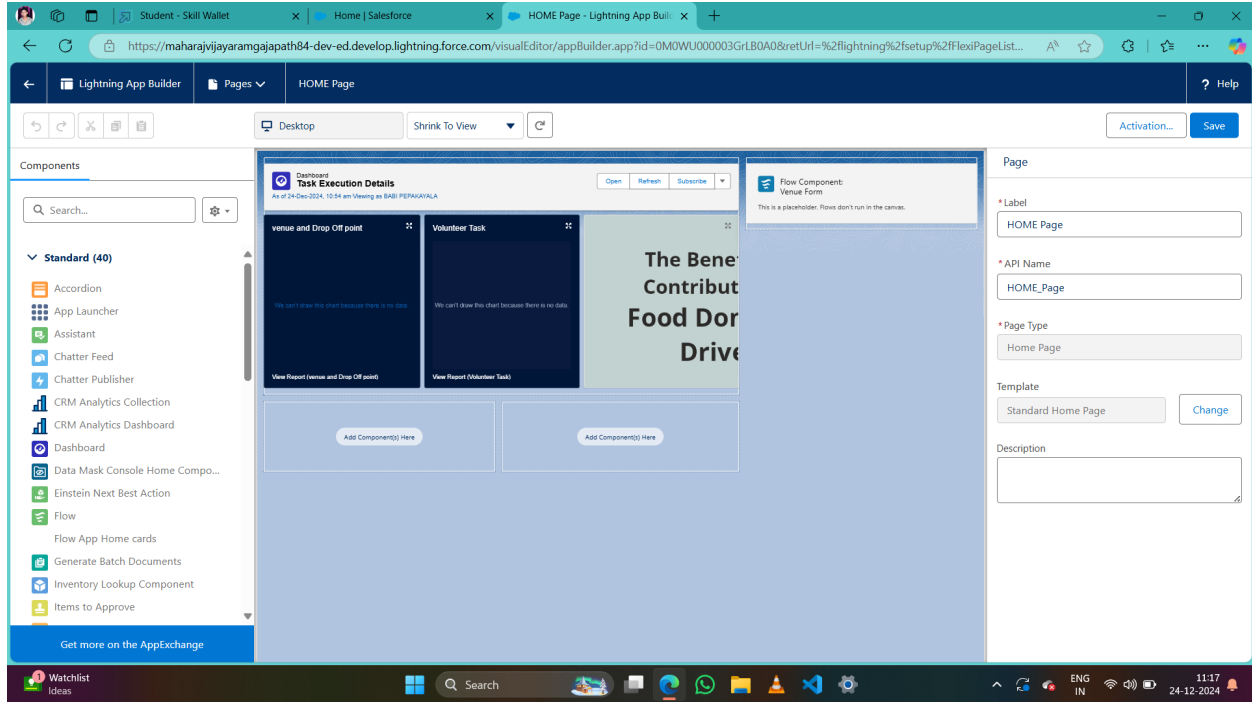 Student - Skill Wallet
Home | Salesforce
HOME Page - Lightning App Buil
https://maharajvijayaramgajapath84-dev-ed.develop.lightning.force.com/visualEditor/appBuilder.app?id=0M0WU000003GrLB0A0&retUrl=%2flightning%2fsetup%2fFlexiPageList...
Lightning App Builder
Pages
HOME Page
? Help
Desktop
Shrink To View
Activation...
Save
Components
Search...
Standard (40)
Accordion
App Launcher
Assistant
Chatter Feed
Chatter Publisher
CRM Analytics Collection
CRM Analytics Dashboard
Dashboard
Data Mask Console Home Compo...
Einstein Next Best Action
Flow
Flow App Home cards
Generate Batch Documents
Inventory Lookup Component
Items to Approve
Get more on the AppExchange
Dashboard
Task Execution Details
As of 24-Dec-2024, 10:54 am Viewing as BABI PEPAKAYALA
Open
Refresh
Subscribe
venue and Drop Off point
We can't draw this chart because there is no data.
View Report (venue and Drop Off point)
Volunteer Task
We can't draw this chart because there is no data.
View Report (Volunteer Task)
The Bene
Contribut
Food Dor
Drive
Add Component(s) Here
Add Component(s) Here
Flow Component:
Venue Form
This is a placeholder. Flows don't run in the canvas.
Page
*Label
HOME Page
*API Name
HOME_Page
*Page Type
Home Page
Template
Standard Home Page
Change
Description
1
Watchlist
Ideas
Search
ENG
IN
11:17
24-12-2024